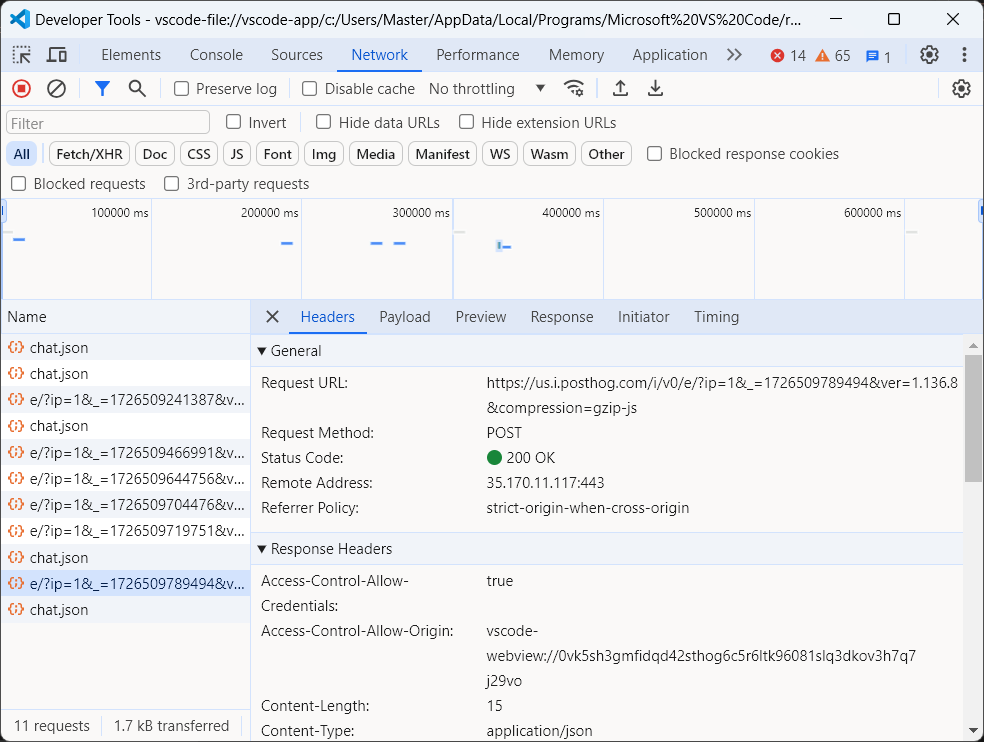 Developer Tools - vscode-file://vscode-app/c:/Users/Master/AppData/Local/Programs/Microsoft%20VS%20Code/r...
Elements Console Sources Network Performance Memory Application 14 65 1
Preserve log Disable cache No throttling
Filter Invert Hide data URLs Hide extension URLs
All Fetch/XHR Doc CSS JS Font Img Media Manifest WS Wasm Other Blocked response cookies
Blocked requests 3rd-party requests
100000 ms 200000 ms 300000 ms 400000 ms 500000 ms 600000 ms
Name
chat.json
chat.json
e/?ip=1&_=1726509241387&v...
chat.json
e/?ip=1&_=1726509466991&v...
e/?ip=1&_=1726509644756&v...
e/?ip=1&_=1726509704476&v...
e/?ip=1&_=1726509719751&v...
chat.json
e/?ip=1&_=1726509789494&v...
chat.json
11 requests 1.7 kB transferred
Headers Payload Preview Response Initiator Timing
General
Request URL: https://us.i.posthog.com/i/v0/e/?ip=1&_=1726509789494&ver=1.136.8
&compression=gzip-js
Request Method: POST
Status Code: 200 OK
Remote Address: 35.170.11.117:443
Referrer Policy: strict-origin-when-cross-origin
Response Headers
Access-Control-Allow- true
Credentials:
Access-Control-Allow-Origin: vscode-
webview://0vk5sh3gmfidqd42sthog6c5r6ltk96081slq3dkov3h7q7
j29vo
Content-Length: 15
Content-Type: application/json